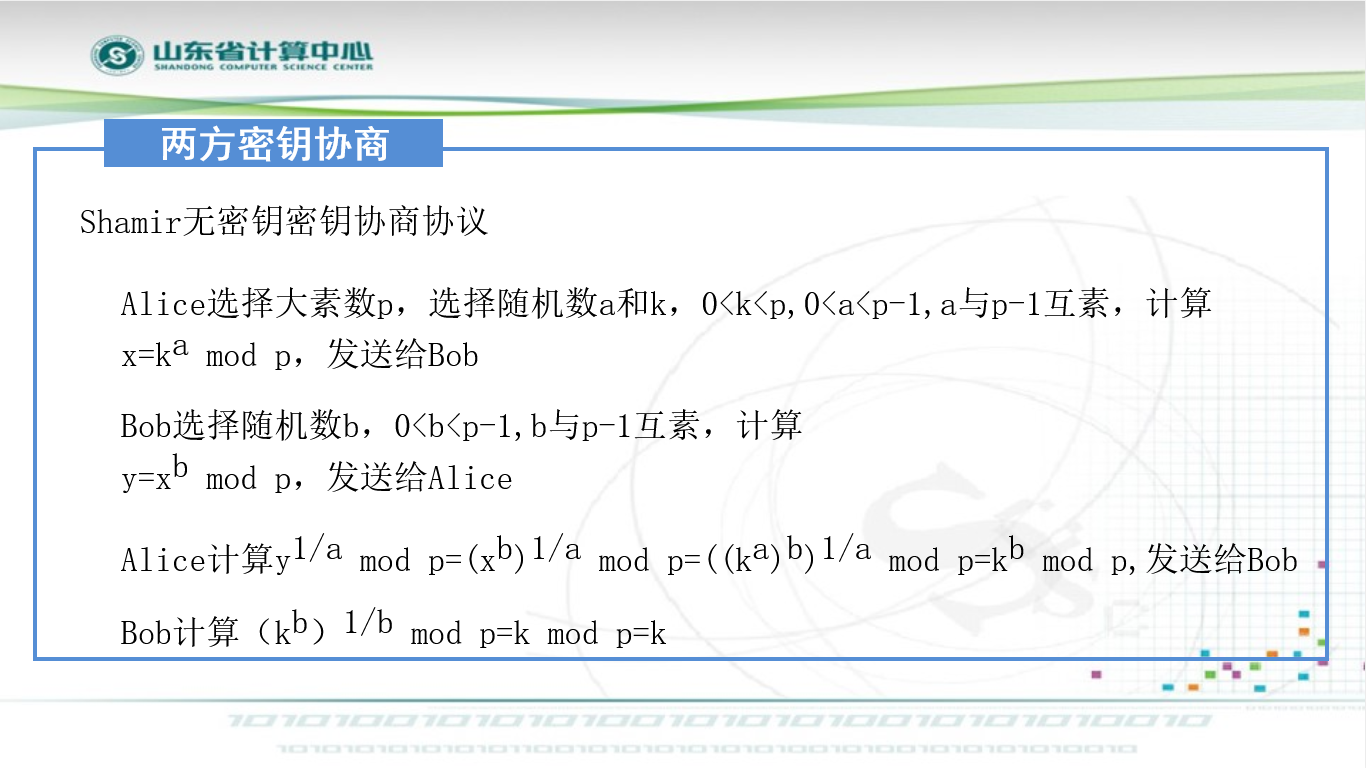 山东省计算中心
SHANDONG COMPUTER SCIENCE CENTER
两方密钥协商
Shamir无密钥密钥协商协议
Alice选择大素数p，选择随机数a和k，0<k<p,0<a<p-1,a与p-1互素，计算
x=k^a mod p，发送给Bob
Bob选择随机数b，0<b<p-1,b与p-1互素，计算
y=x^b mod p，发送给Alice
Alice计算y^1/a mod p=(x^b)^1/a mod p=((k^a)^b)^1/a mod p=k^b mod p,发送给Bob
Bob计算（k^b）^1/b mod p=k mod p=k